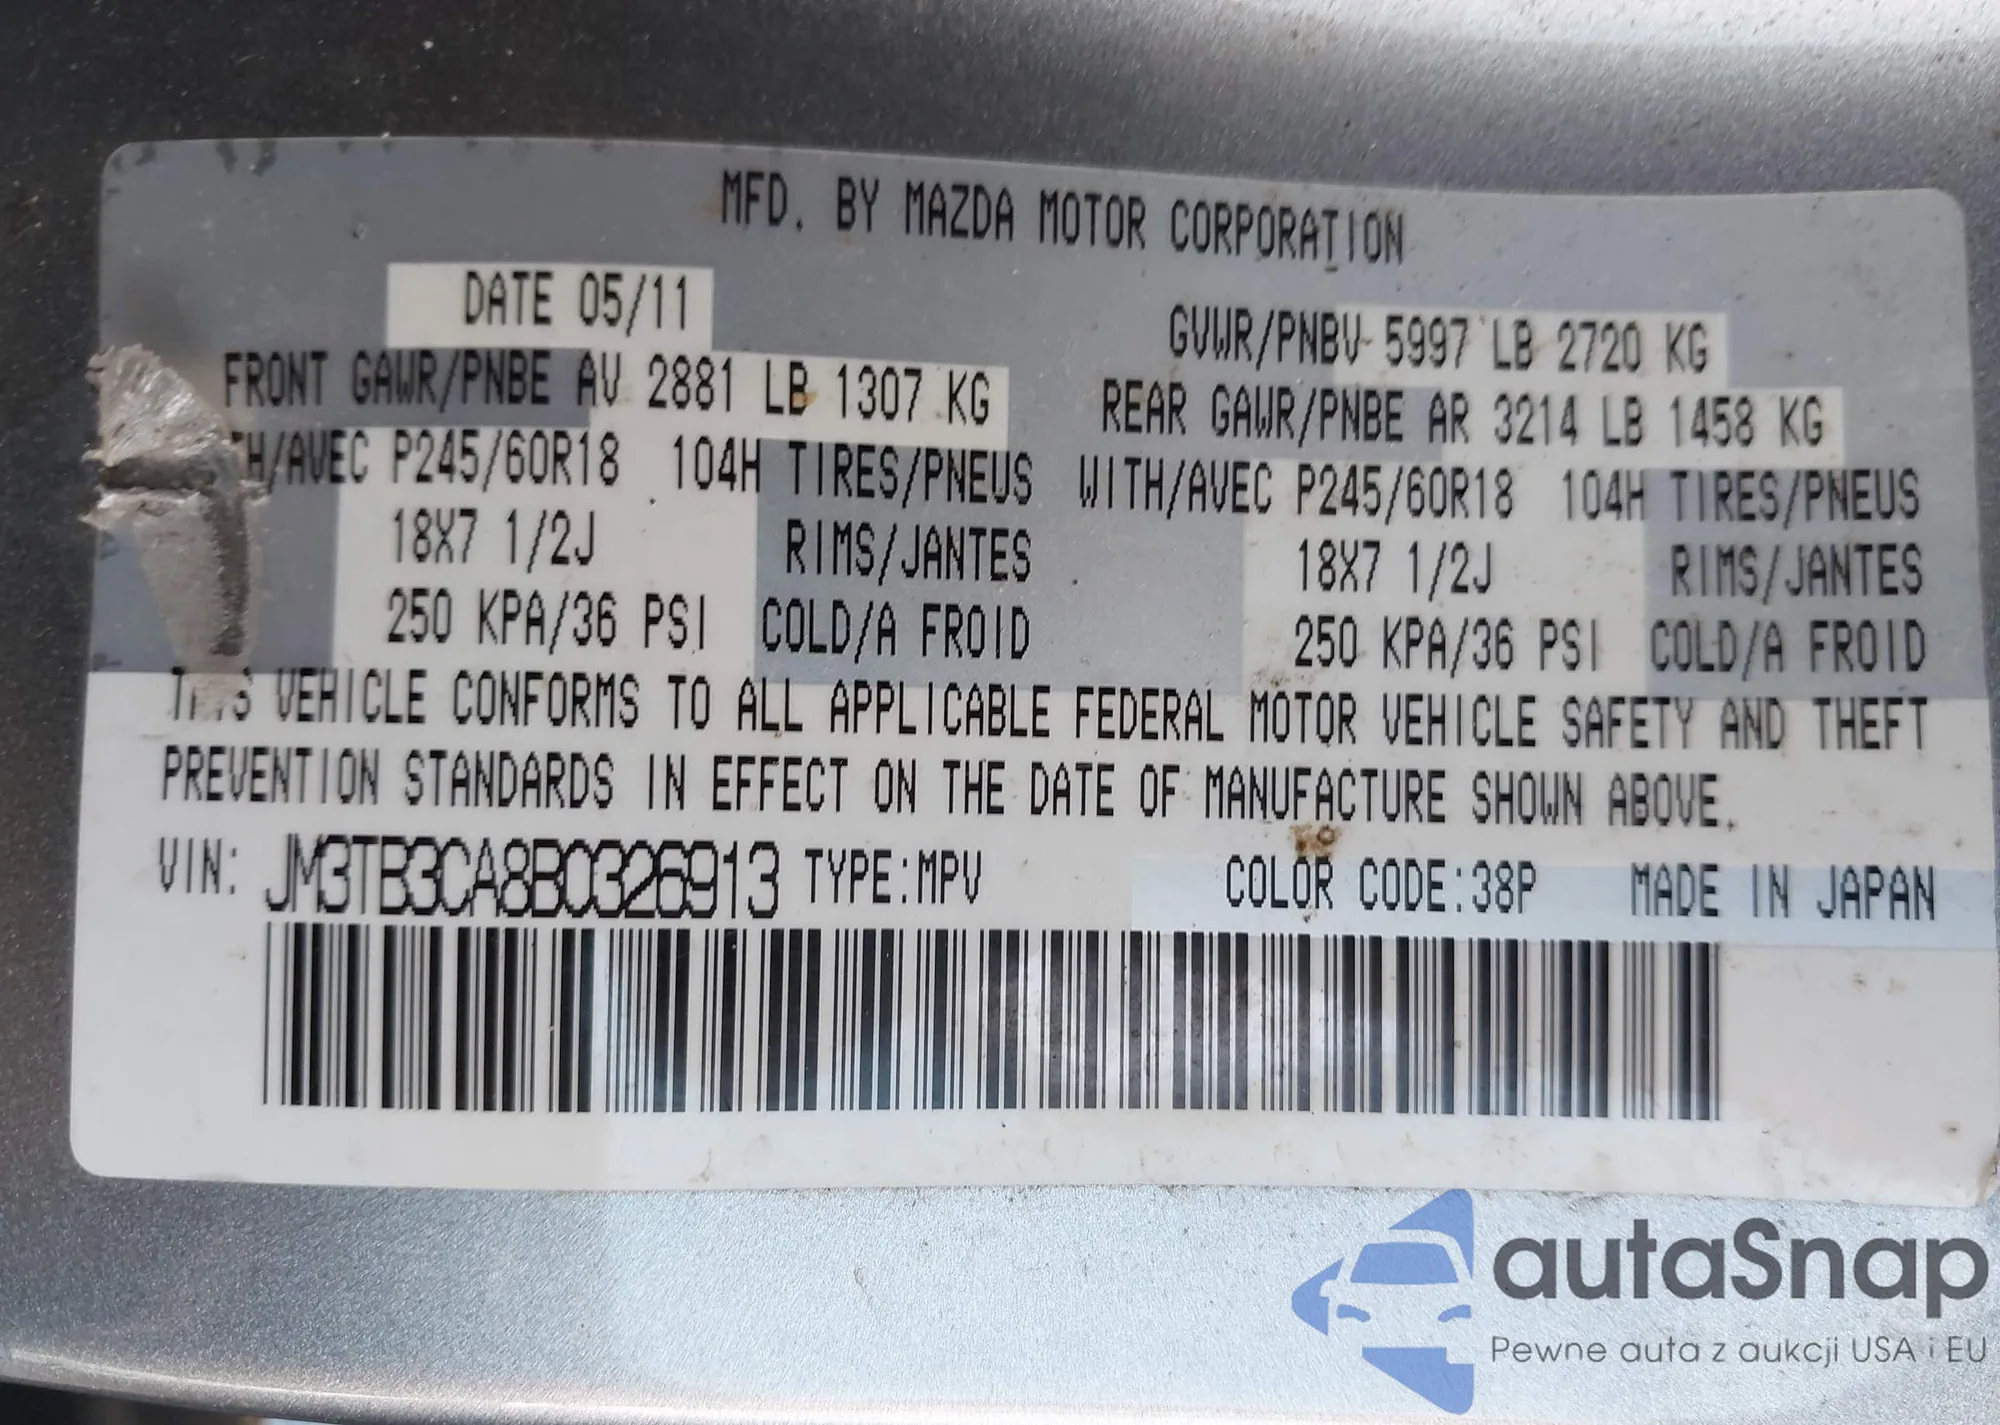 MFD. BY MAZDA MOTOR CORPORATION
DATE 05/11
GVWR/PNBV 5997 LB 2720 KG
FRONT GAWR/PNBE AV 2881 LB 1307 KG
REAR GAWR/PNBE AR 3214 LB 1458 KG
TH/AVEC P245/60R18 104H TIRES/PNEUS
WITH/AVEC P245/60R18 104H TIRES/PNEUS
18X7 1/2J RIMS/JANTES
18X7 1/2J RIMS/JANTES
250 KPA/36 PSI COLD/A FROID
250 KPA/36 PSI COLD/A FROID
THIS VEHICLE CONFORMS TO ALL APPLICABLE FEDERAL MOTOR VEHICLE SAFETY AND THEFT
PREVENTION STANDARDS IN EFFECT ON THE DATE OF MANUFACTURE SHOWN ABOVE.
VIN: JM3TB3CA8B0326913 TYPE:MPV COLOR CODE:38P MADE IN JAPAN
autaSnap
Pewne auta z aukcji USA i EU